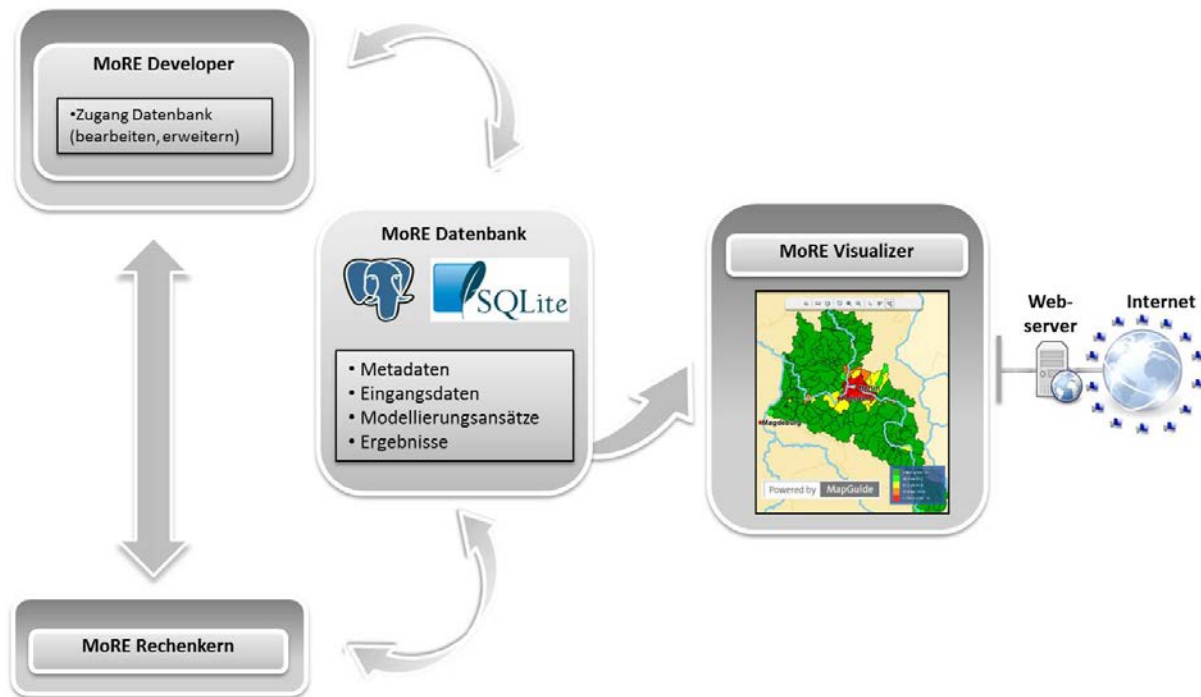 MoRE Developer
•Zugang Datenbank
(bearbeiten, erweitern)
MoRE Datenbank
SQLite
• Metadaten
• Eingangsdaten
• Modellierungsansätze
• Ergebnisse
MoRE Visualizer
Magdeburg
Powered by MapGuide
Web-
server
Internet
MoRE Rechenkern